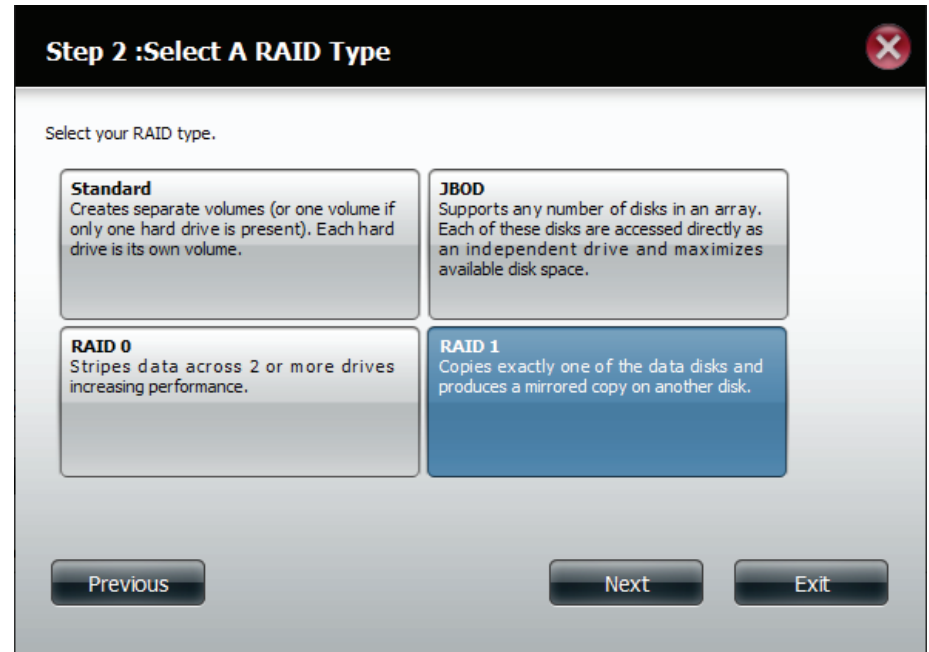 Step 2 :Select A RAID Type
Select your RAID type.
Standard
Creates separate volumes (or one volume if
only one hard drive is present). Each hard
drive is its own volume.
JBOD
Supports any number of disks in an array.
Each of these disks are accessed directly as
an independent drive and maximizes
available disk space.
RAID 0
Stripes data across 2 or more drives
increasing performance.
RAID 1
Copies exactly one of the data disks and
produces a mirrored copy on another disk.
Previous
Next
Exit